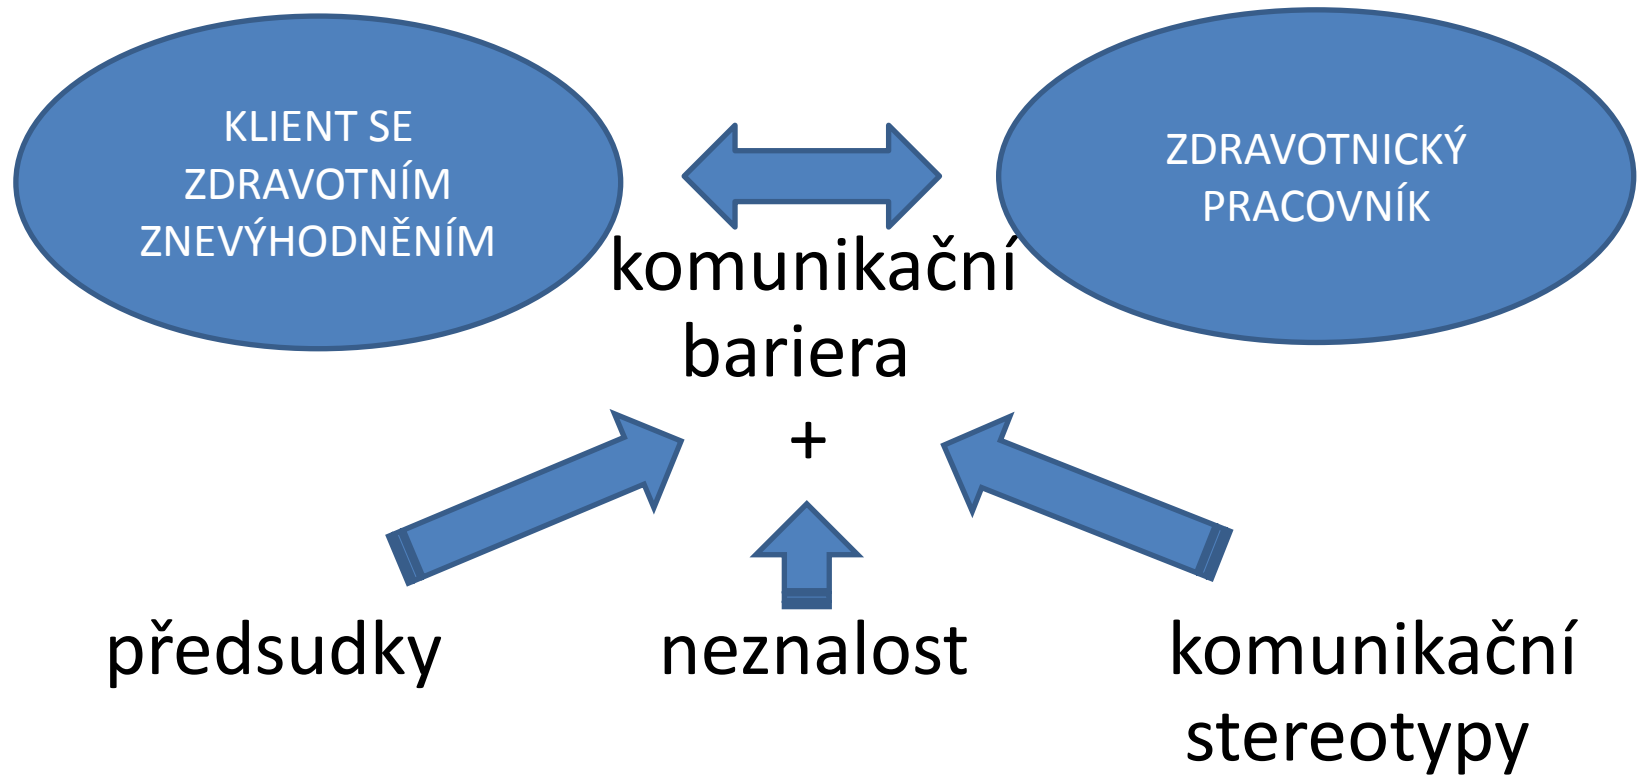 KLIENT SE
ZDRAVOTNÍM
ZNEVÝHODNĚNÍM
ZDRAVOTNICKÝ
PRACOVNÍK
komunikační
bariera
+
předsudky
neznalost
komunikační
stereotypy